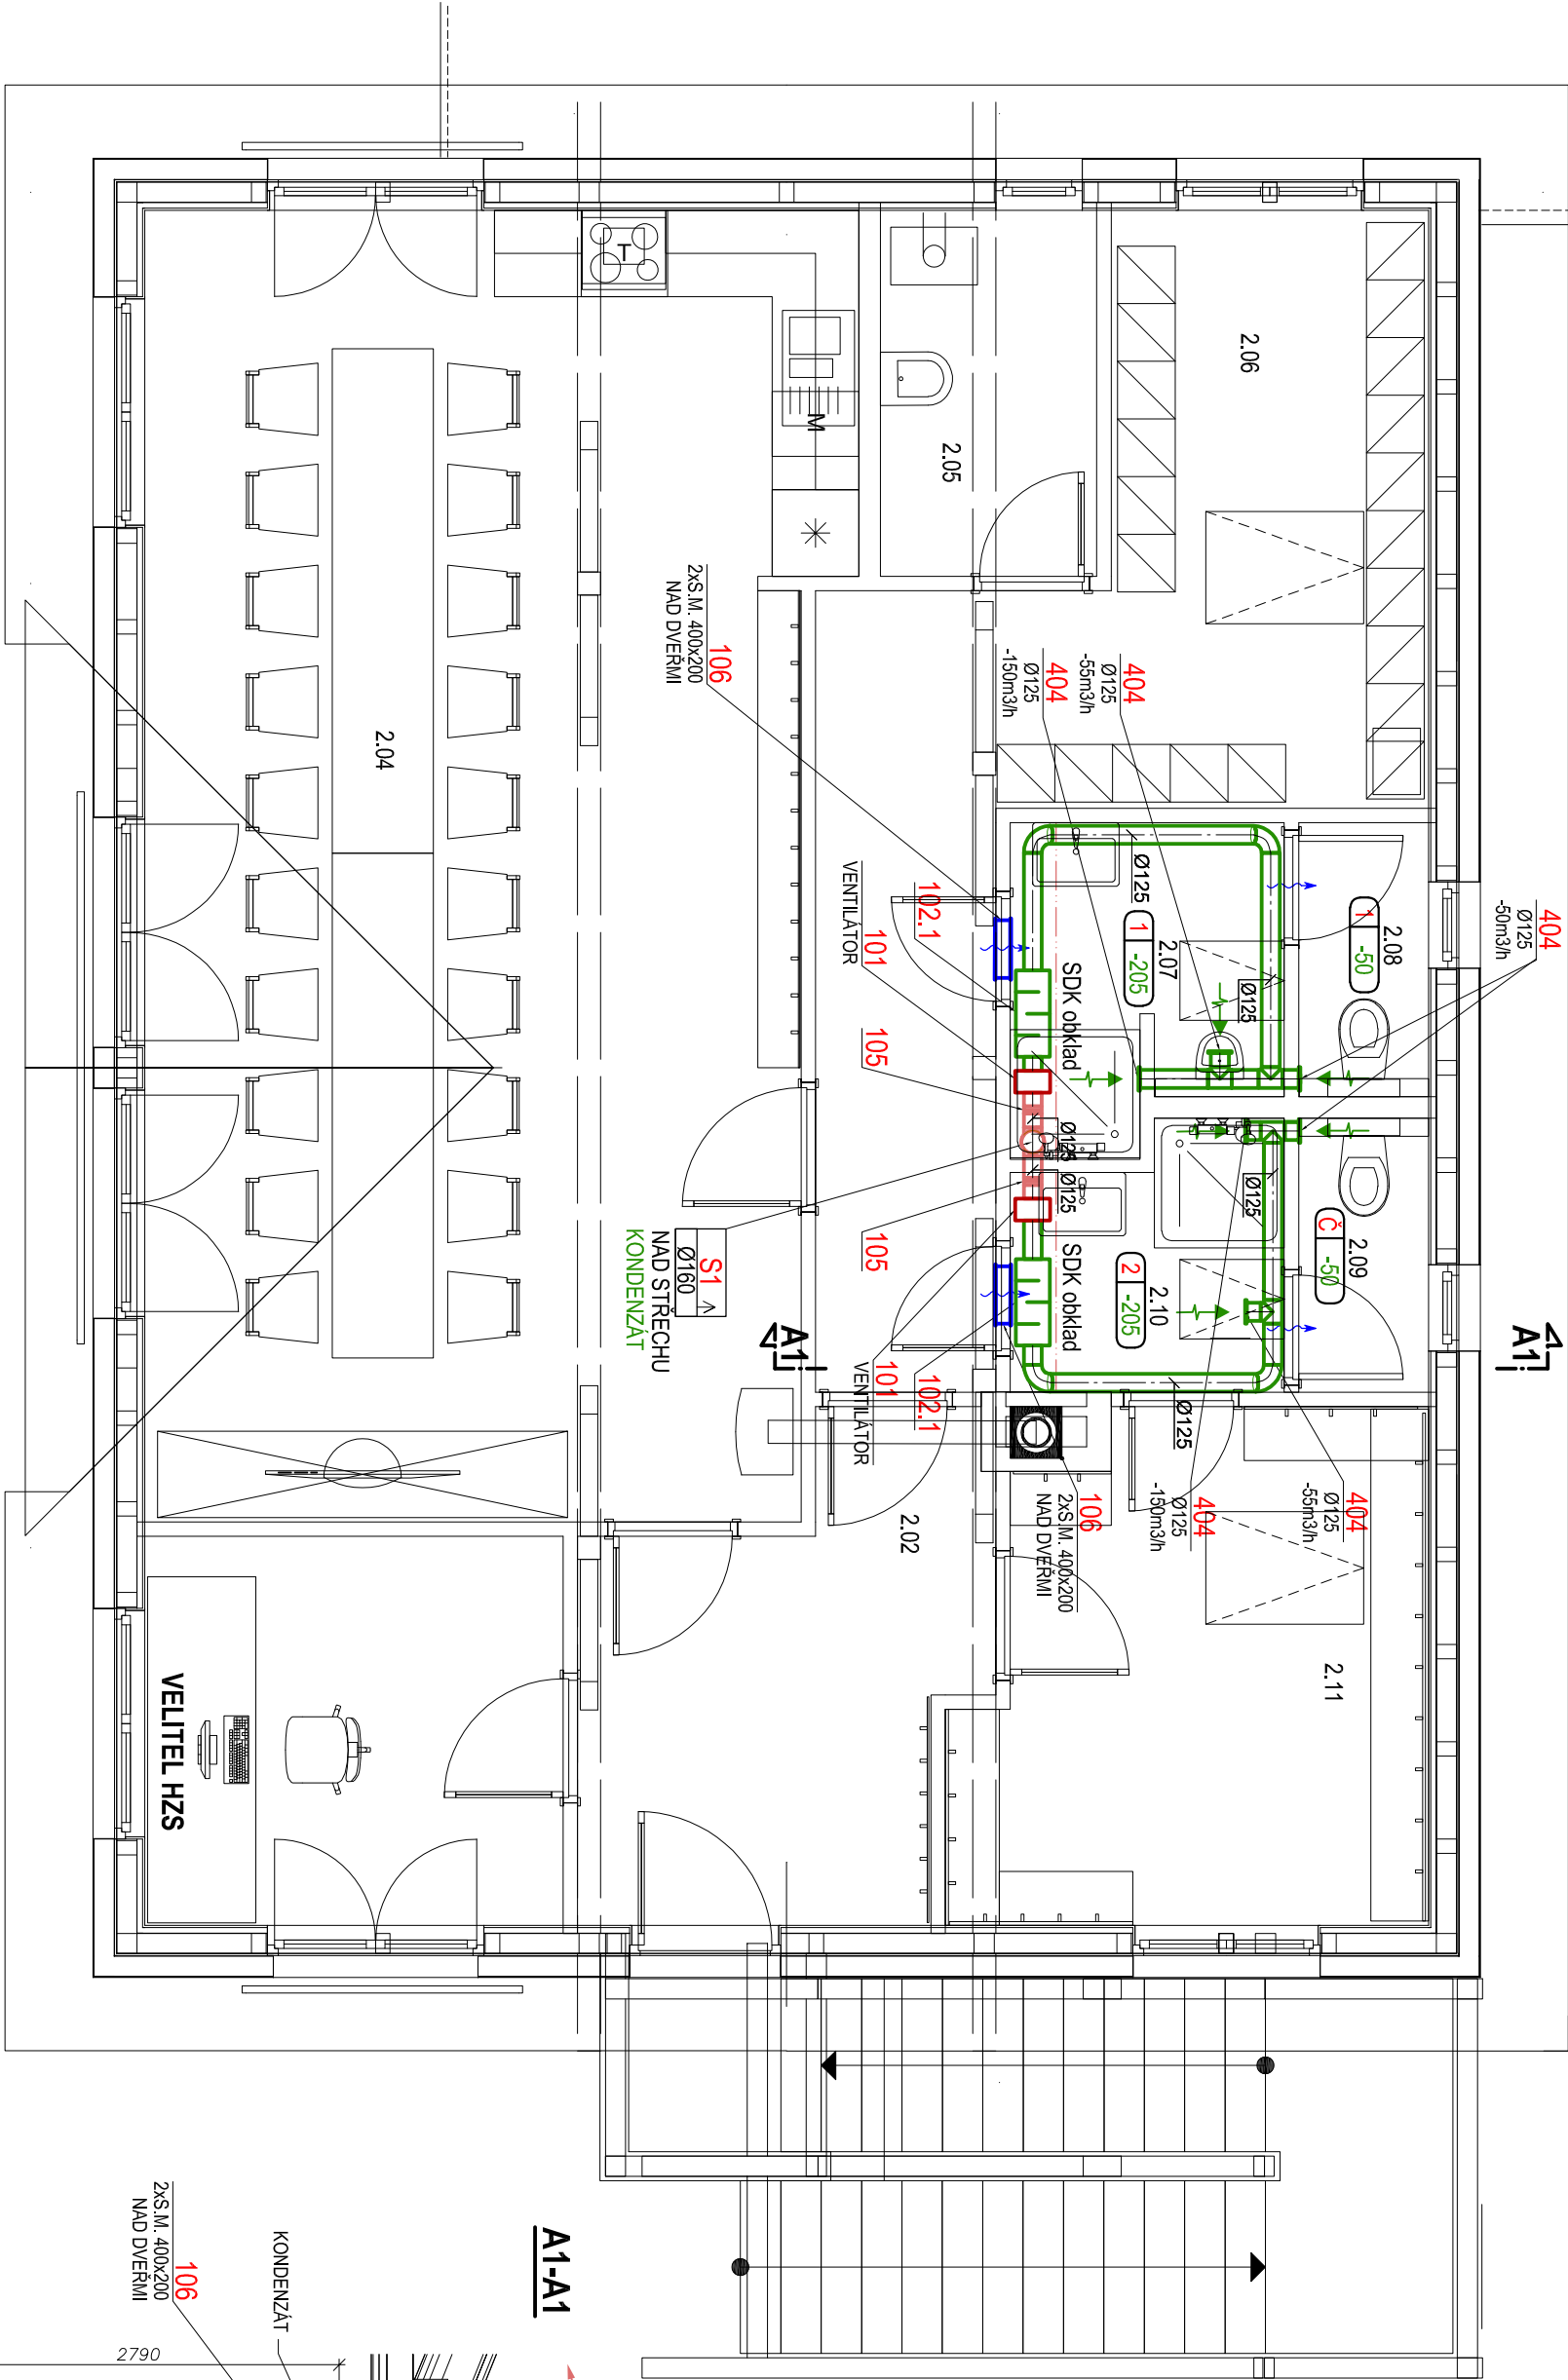 404
Ø125
-50m3/h
A1
2.06
404
Ø125
-55m3/h
404
Ø125
-150m3/h
2.08
1
-50
2.09
Č
-50
Ø125
2.07
1
-205
Ø125
SDK obklad
Ø125
Ø125
Ø125
2.10
2
-205
SDK obklad
Ø125
404
Ø125
-55m3/h
404
Ø125
-150m3/h
2.11
2.05
M
T
106
2xS.M. 400x200
NAD DVEŘMI
102.1
101
VENTILÁTOR
105
105
S1
Ø160
NAD STŘECHU
KONDENZÁT
A1
102.1
101
VENTILÁTOR
106
2xS.M. 400x200
NAD DVEŘMI
2.02
2.04
VELITEL HZS
A1-A1
KONDENZÁT
106
2xS.M. 400x200
NAD DVEŘMI
2790